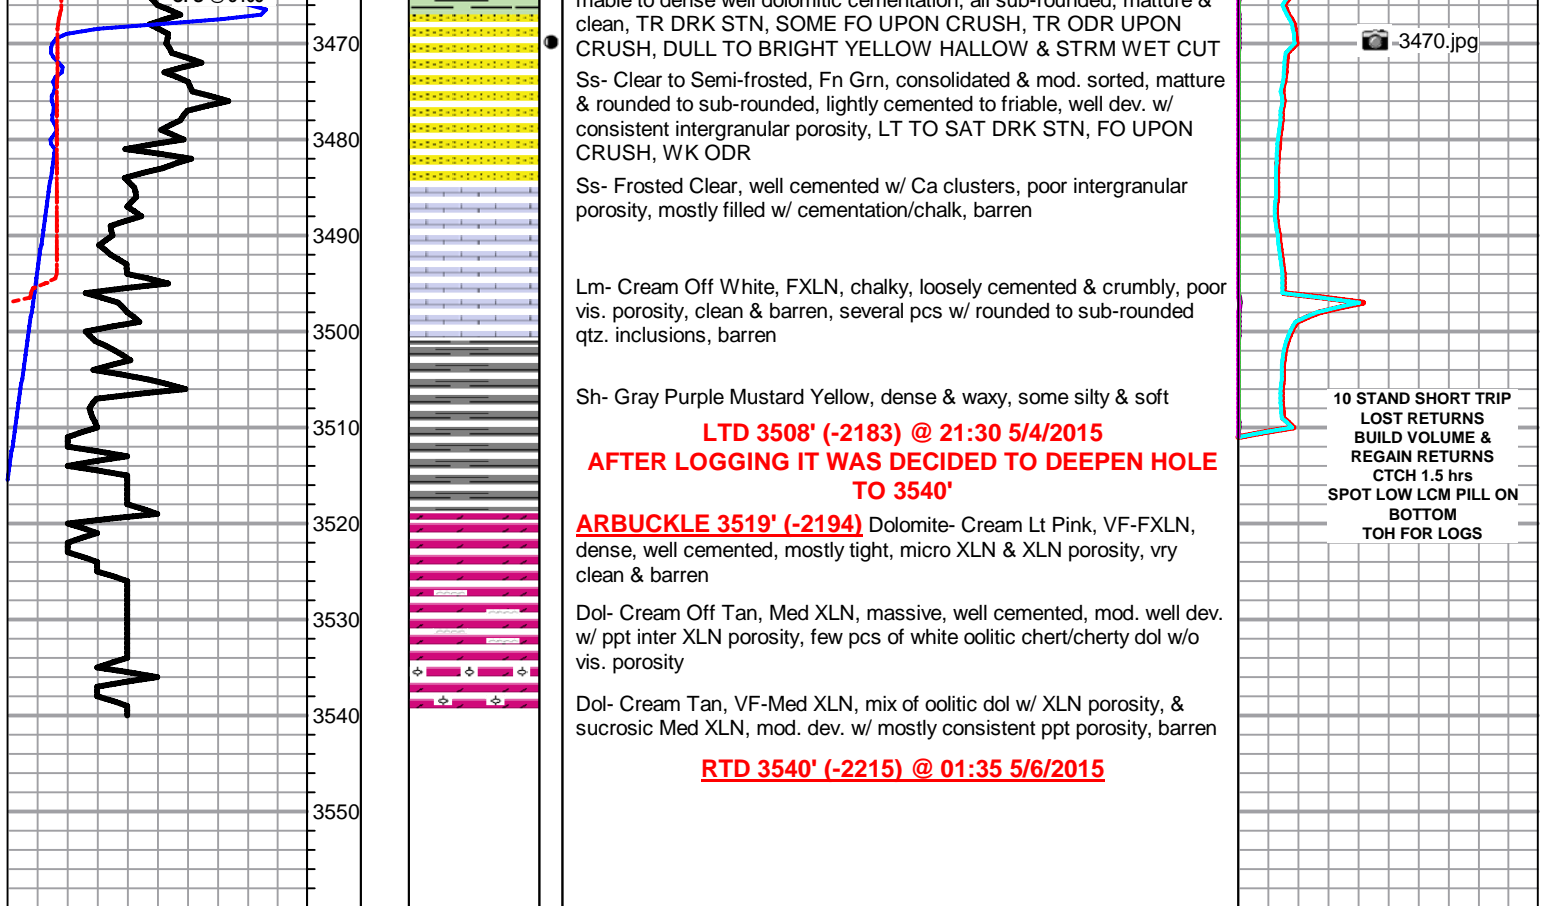 friable to dense well dolomitic cementation, all sub-rounded, matture &
clean, TR DRK STN, SOME FO UPON CRUSH, TR ODR UPON
CRUSH, DULL TO BRIGHT YELLOW HALLOW & STRM WET CUT
3470
3470.jpg
Ss- Clear to Semi-frosted, Fn Grn, consolidated & mod. sorted, matture
& rounded to sub-rounded, lightly cemented to friable, well dev. w/
consistent intergranular porosity, LT TO SAT DRK STN, FO UPON
CRUSH, WK ODR
3480
Ss- Frosted Clear, well cemented w/ Ca clusters, poor intergranular
porosity, mostly filled w/ cementation/chalk, barren
3490
Lm- Cream Off White, FXLN, chalky, loosely cemented & crumbly, poor
vis. porosity, clean & barren, several pcs w/ rounded to sub-rounded
qtz. inclusions, barren
3500
Sh- Gray Purple Mustard Yellow, dense & waxy, some silty & soft
3510
LTD 3508' (-2183) @ 21:30 5/4/2015
AFTER LOGGING IT WAS DECIDED TO DEEPEN HOLE
TO 3540'
10 STAND SHORT TRIP
LOST RETURNS
BUILD VOLUME &
REGAIN RETURNS
CTCH 1.5 hrs
SPOT LOW LCM PILL ON
BOTTOM
TOH FOR LOGS
3520
ARBUCKLE 3519' (-2194) Dolomite- Cream Lt Pink, VF-FXLN,
dense, well cemented, mostly tight, micro XLN & XLN porosity, vry
clean & barren
3530
Dol- Cream Off Tan, Med XLN, massive, well cemented, mod. well dev.
w/ ppt inter XLN porosity, few pcs of white oolitic chert/cherty dol w/o
vis. porosity
3540
Dol- Cream Tan, VF-Med XLN, mix of oolitic dol w/ XLN porosity, &
sucrosic Med XLN, mod. dev. w/ mostly consistent ppt porosity, barren
RTD 3540' (-2215) @ 01:35 5/6/2015
3550